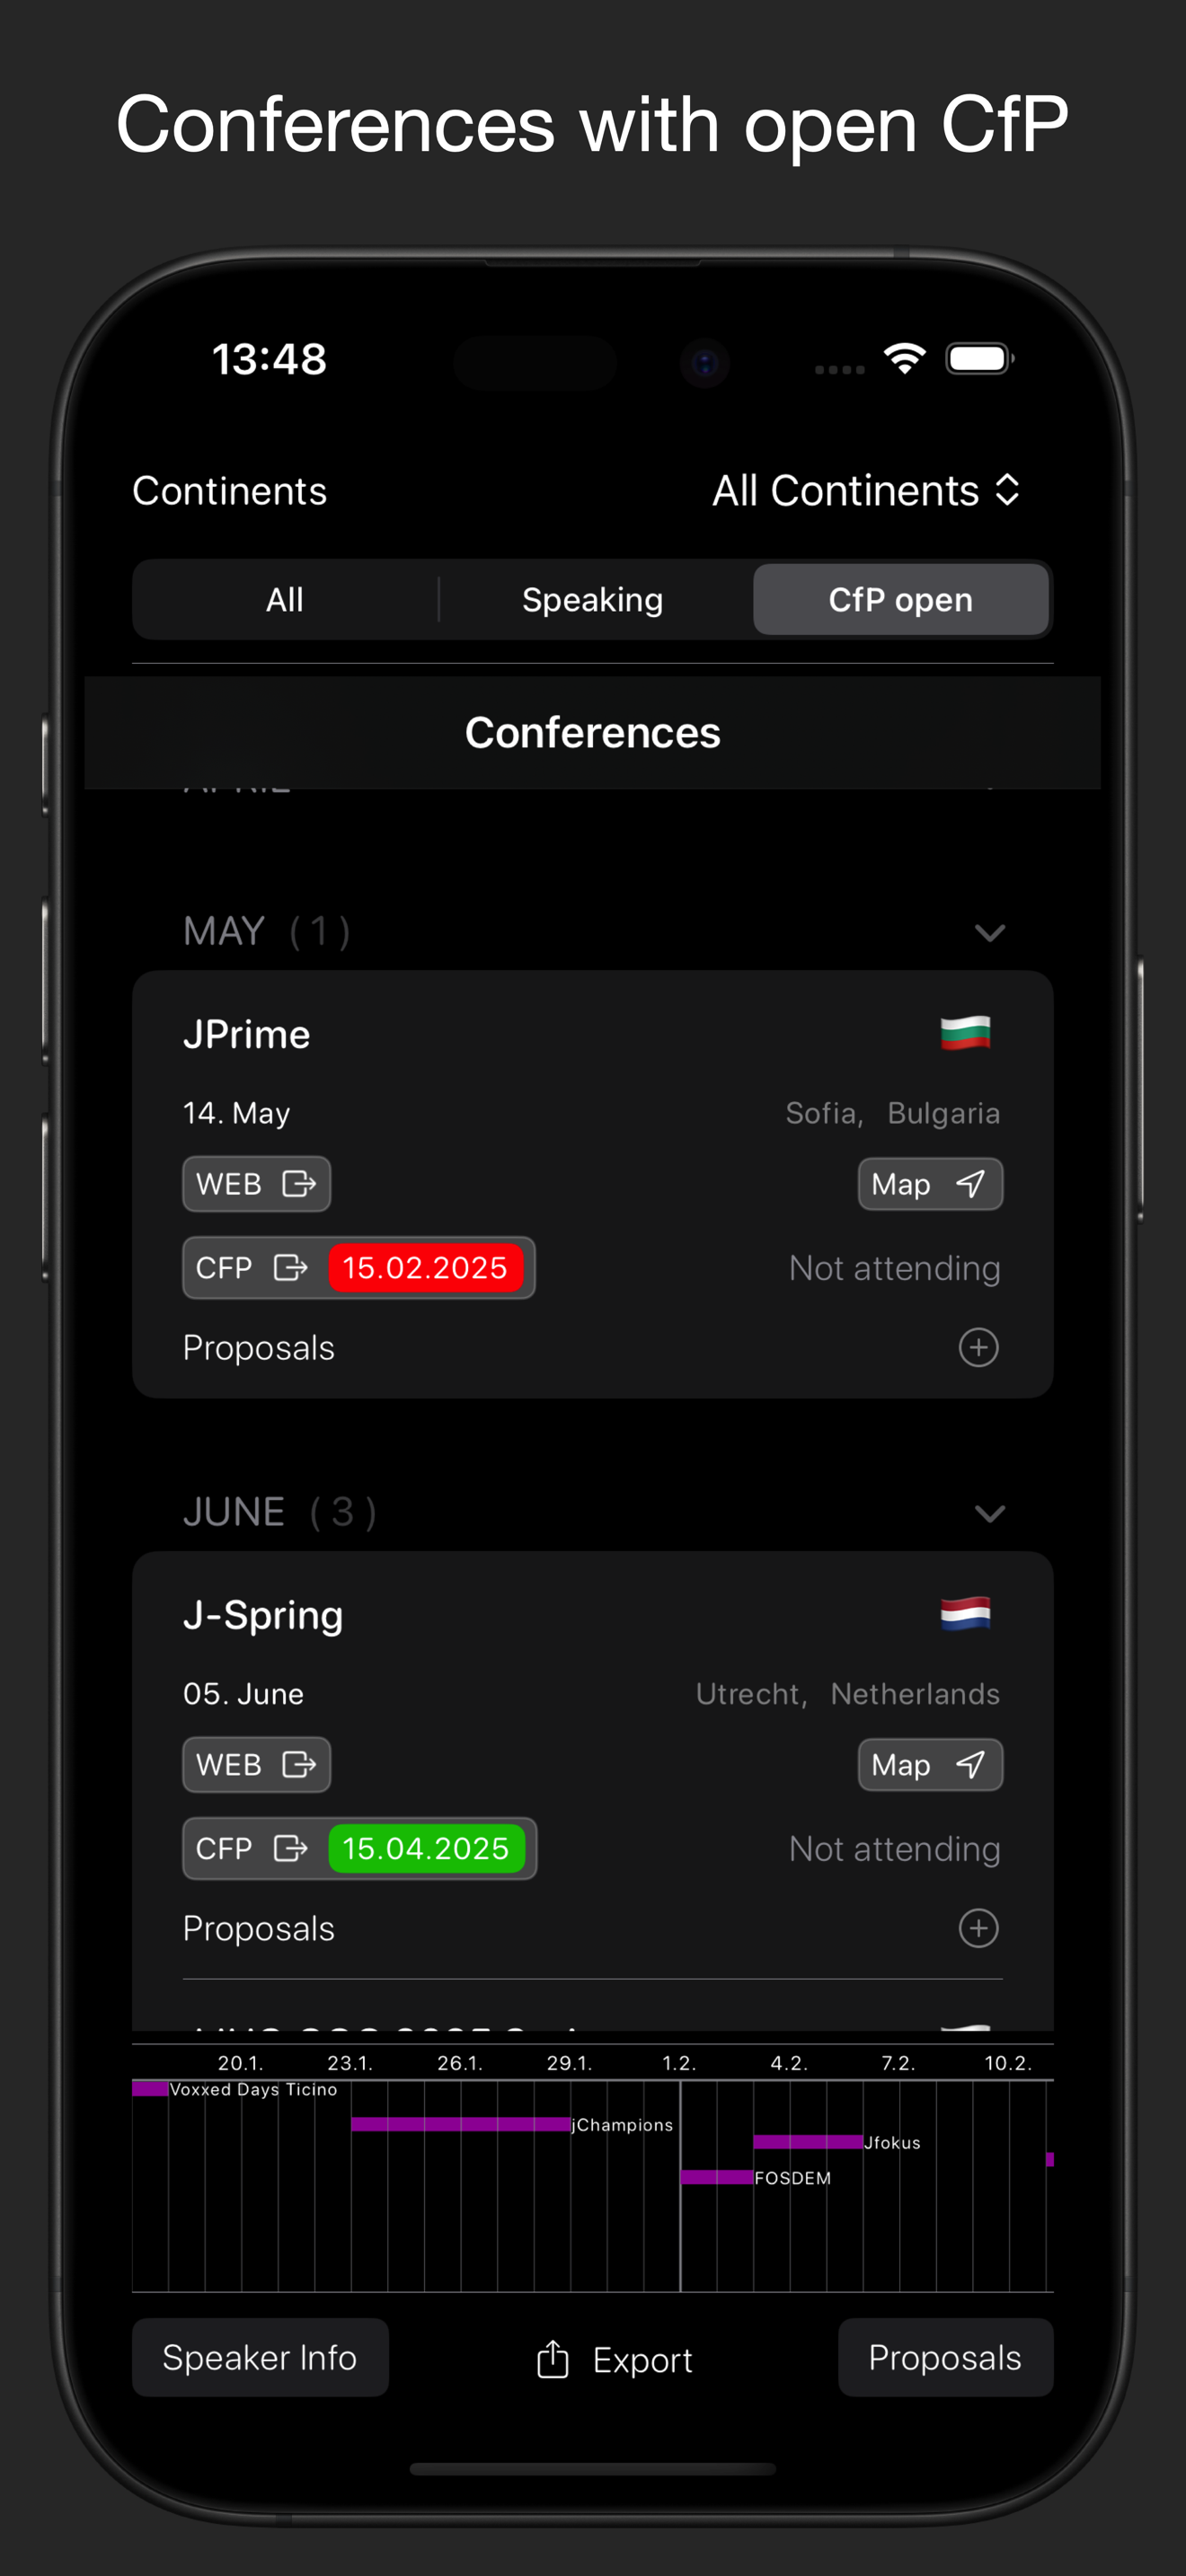 Conferences with open CfP
13:48
Continents All Continents
All Speaking CfP open
Conferences
MAY (1)
JPrime
14. May Sofia, Bulgaria
WEB Map
CFP 15.02.2025 Not attending
Proposals
JUNE (3)
J-Spring
05. June Utrecht, Netherlands
WEB Map
CFP 15.04.2025 Not attending
Proposals
20.1. 23.1. 26.1. 29.1. 1.2. 4.2. 7.2. 10.2.
Voxxed Days Ticino
jChampions
Jfokus
FOSDEM
Speaker Info Export Proposals